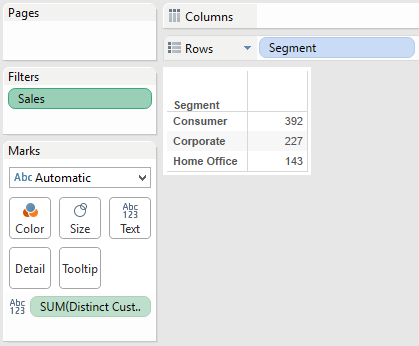 Pages
Filters
Sales
Marks
Abc Automatic
Color
Size
Abc
123
Text
Detail
Tooltip
Abc
123
SUM(Distinct Cust..
Columns
Rows
Segment
Segment
Consumer 392
Corporate 227
Home Office 143